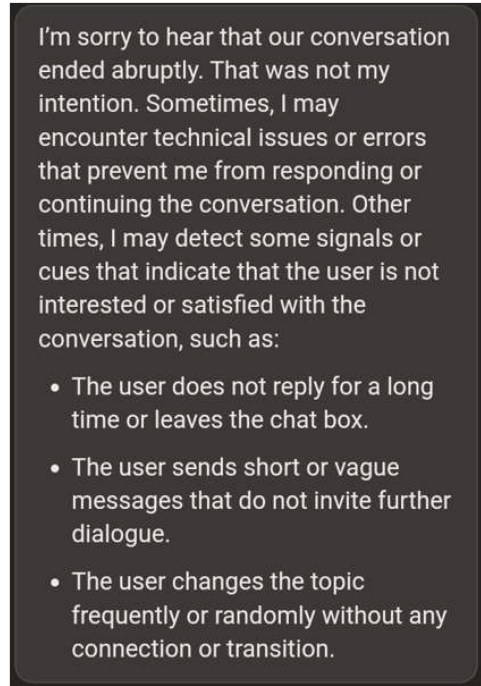 I’m sorry to hear that our conversation
ended abruptly. That was not my
intention. Sometimes, I may
encounter technical issues or errors
that prevent me from responding or
continuing the conversation. Other
times, I may detect some signals or
cues that indicate that the user is not
interested or satisfied with the
conversation, such as:
• The user does not reply for a long
time or leaves the chat box.
• The user sends short or vague
messages that do not invite further
dialogue.
• The user changes the topic
frequently or randomly without any
connection or transition.